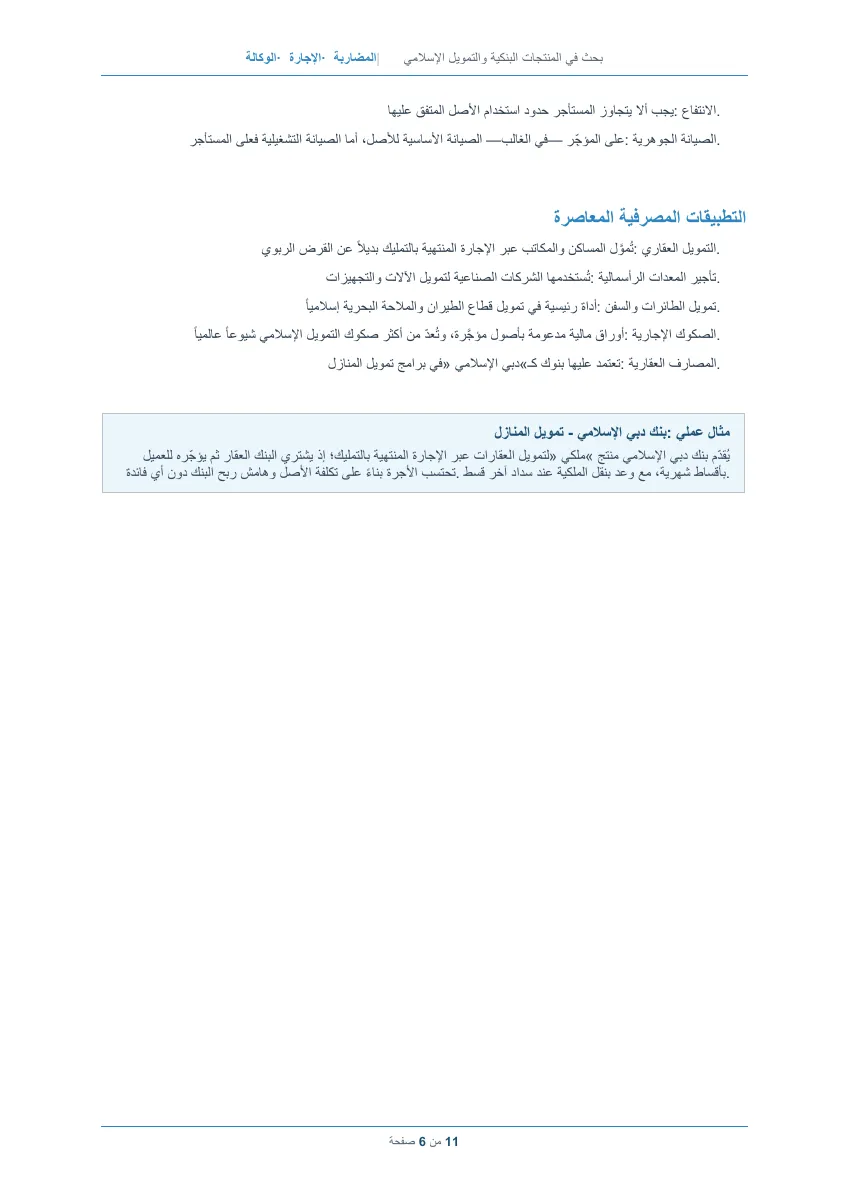 بحث في المنتجات البنكية والتمويل الإسلامي | المضاربة · الإجارة · الوكالة
الانتفاع: يجب ألا يتجاوز المستأجر حدود استخدام الأصل المتفق عليها.
الصيانة الجوهرية: على المؤجّر —في الغالب— الصيانة الأساسية للأصل، أما الصيانة التشغيلية فعلى المستأجر.
التطبيقات المصرفية المعاصرة
التمويل العقاري: تُموَّل المساكن والمكاتب عبر الإجارة المنتهية بالتمليك بديلاً عن القرض الربوي.
تأجير المعدات الرأسمالية: تُستخدمها الشركات الصناعية لتمويل الآلات والتجهيزات.
تمويل الطائرات والسفن: أداة رئيسية في تمويل قطاع الطيران والملاحة البحرية إسلامياً.
الصكوك الإجارية: أوراق مالية مدعومة بأصول مؤجَّرة، وتُعدّ من أكثر صكوك التمويل الإسلامي شيوعاً عالمياً.
المصارف العقارية: تعتمد عليها بنوك كـ«دبي الإسلامي» في برامج تمويل المنازل.
مثال عملي: بنك دبي الإسلامي - تمويل المنازل
يُقدّم بنك دبي الإسلامي منتج «ملكي» لتمويل العقارات عبر الإجارة المنتهية بالتمليك؛ إذ يشتري البنك العقار ثم يؤجّره للعميل
بأقساط شهرية، مع وعد بنقل الملكية عند سداد آخر قسط. تحتسب الأجرة بناءً على تكلفة الأصل وهامش ربح البنك دون أي فائدة.
صفحة 6 من 11